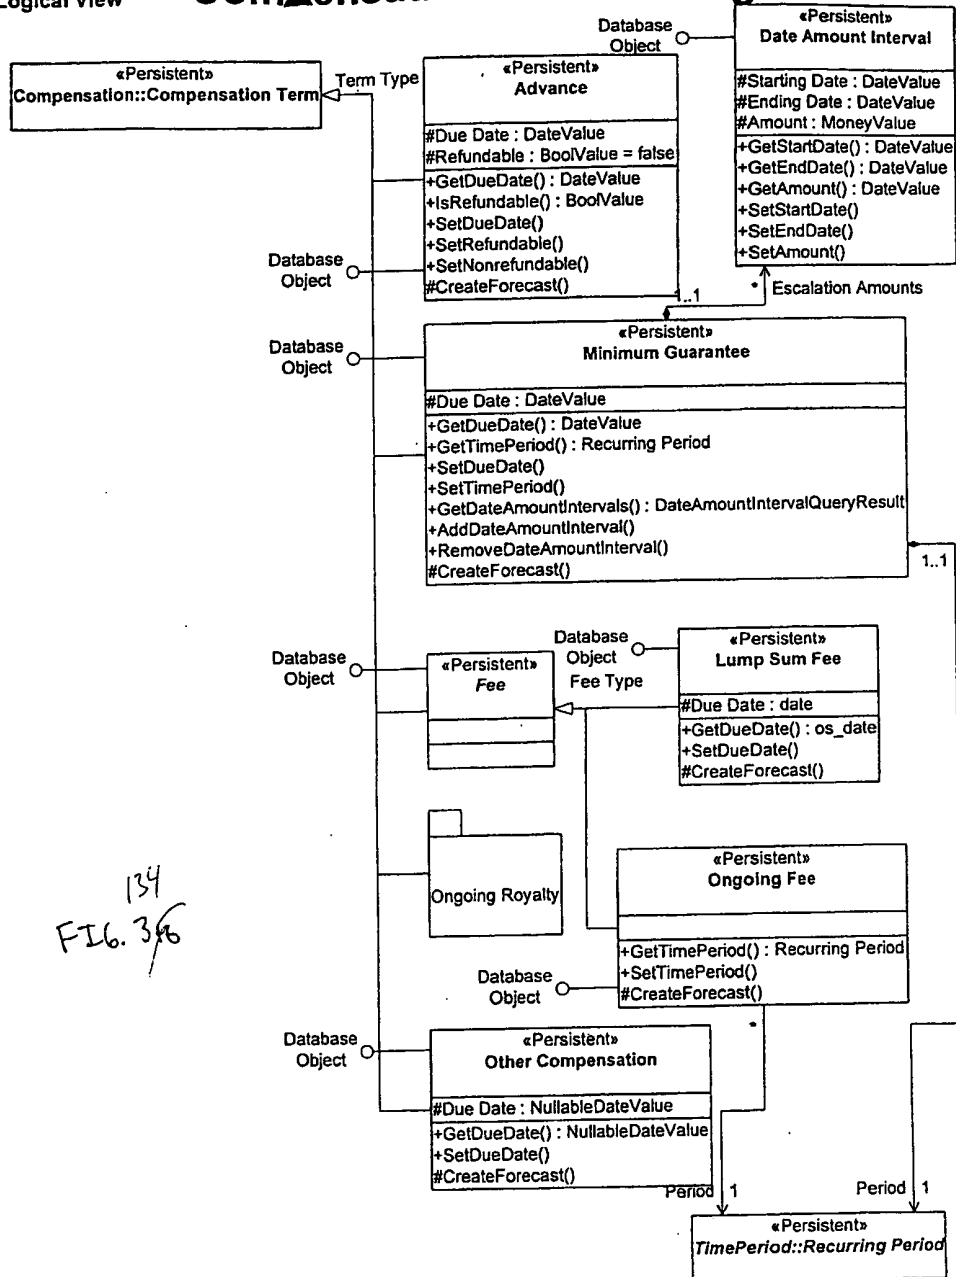 Logical View
Database
Object
«Persistent»
Date Amount Interval
#Starting Date : DateValue
#Ending Date : DateValue
#Amount : MoneyValue
+GetStartDate() : DateValue
+GetEndDate() : DateValue
+GetAmount() : DateValue
+SetStartDate()
+SetEndDate()
+SetAmount()
«Persistent»
Compensation::Compensation Term
Term Type
«Persistent»
Advance
#Due Date : DateValue
#Refundable : BoolValue = false
+GetDueDate() : DateValue
+IsRefundable() : BoolValue
+SetDueDate()
+SetRefundable()
+SetNonrefundable()
#CreateForecast()
Database
Object
1..1
*
Escalation Amounts
Database
Object
«Persistent»
Minimum Guarantee
#Due Date : DateValue
+GetDueDate() : DateValue
+GetTimePeriod() : Recurring Period
+SetDueDate()
+SetTimePeriod()
+GetDateAmountIntervals() : DateAmountIntervalQueryResult
+AddDateAmountInterval()
+RemoveDateAmountInterval()
#CreateForecast()
1..1
Database
Object
«Persistent»
Fee
Database
Object
Fee Type
«Persistent»
Lump Sum Fee
#Due Date : date
+GetDueDate() : os_date
+SetDueDate()
#CreateForecast()
Ongoing Royalty
«Persistent»
Ongoing Fee
+GetTimePeriod() : Recurring Period
+SetTimePeriod()
#CreateForecast()
Database
Object
*
134
FIG. 36
Database
Object
«Persistent»
Other Compensation
#Due Date : NullableDateValue
+GetDueDate() : NullableDateValue
+SetDueDate()
#CreateForecast()
Period 1
Period 1
«Persistent»
TimePeriod::Recurring Period